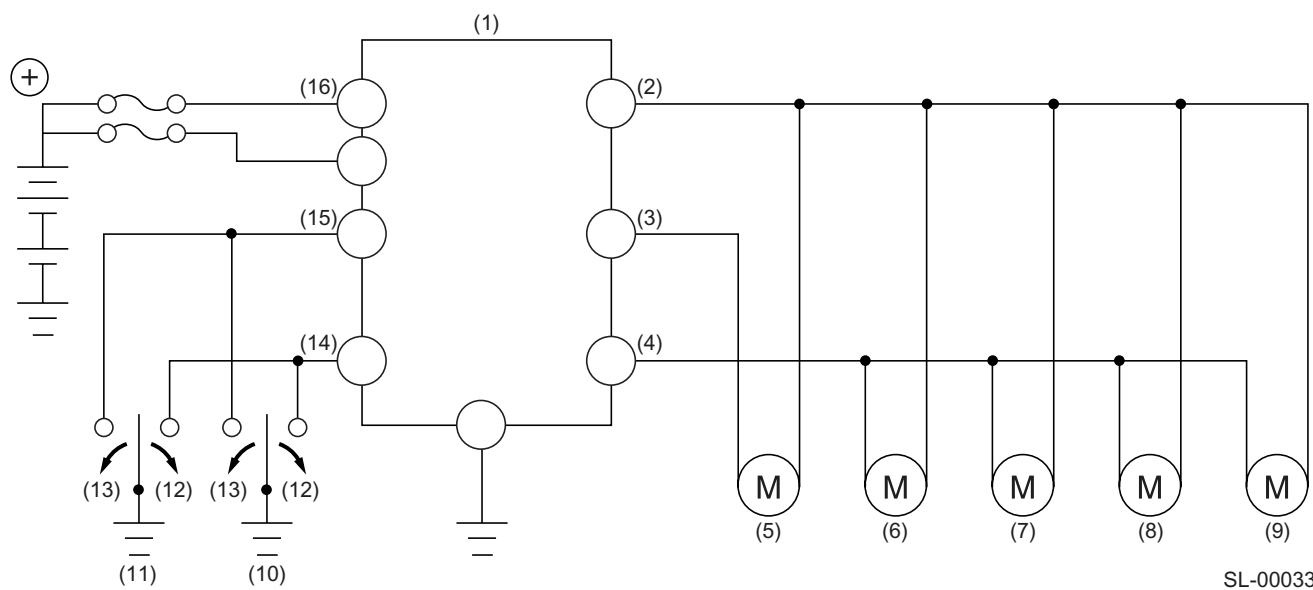 (1)
+
(16)
(2)
(15)
(3)
(14)
(4)
(13) (12) (13) (12)
M M M M M
(5) (6) (7) (8) (9)
(11) (10)
SL-00033